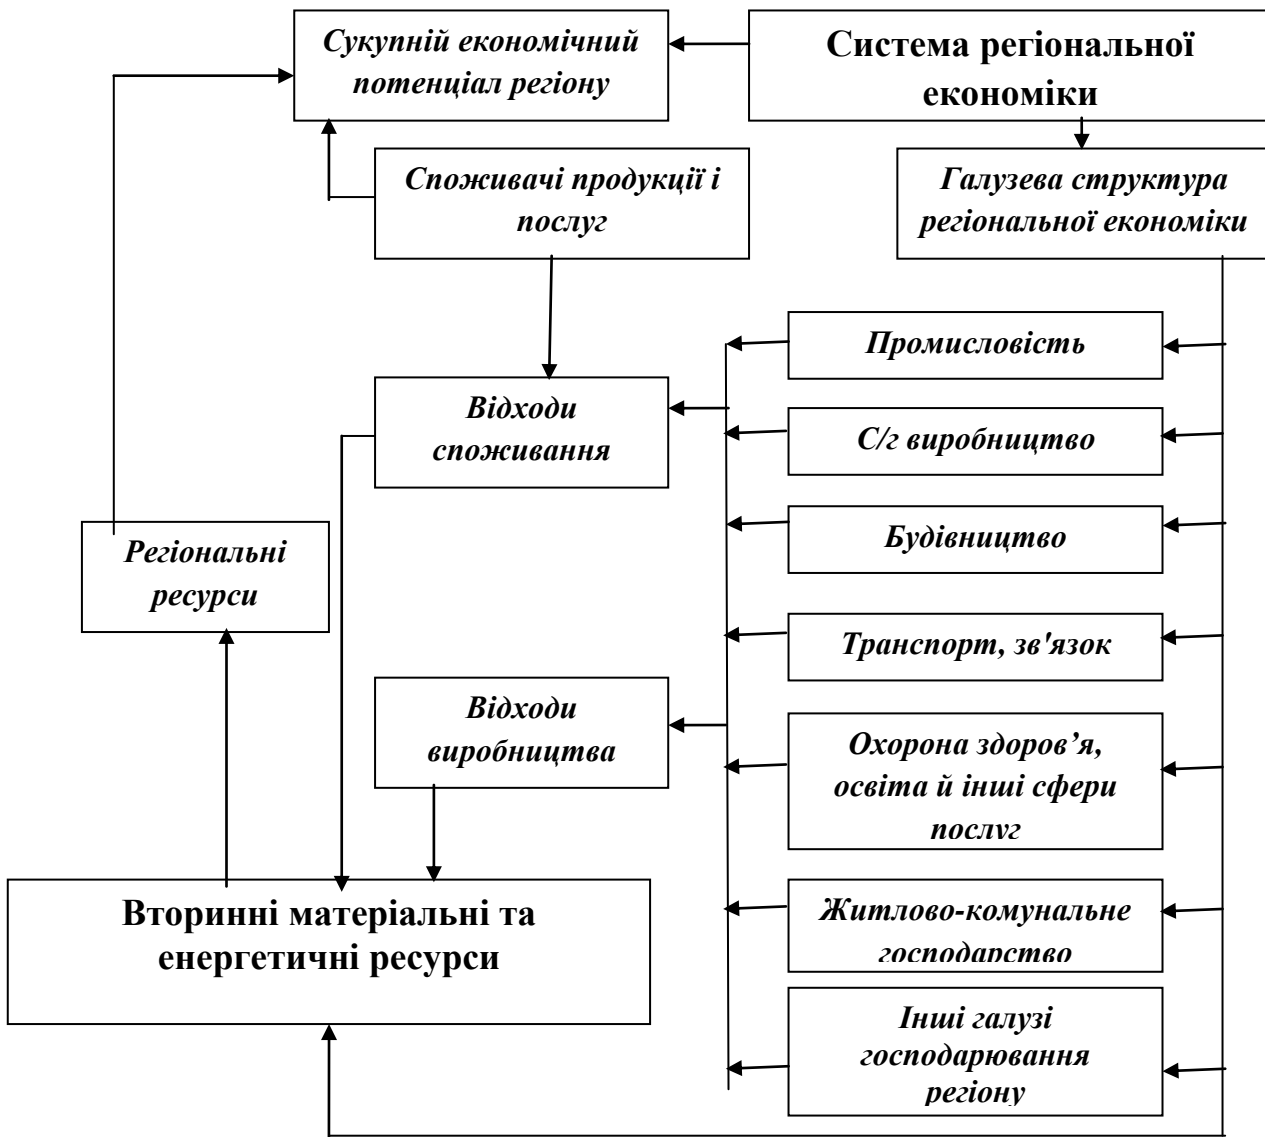 Сукупній економічний
потенціал регіону
Система регіональної
економіки
Споживачі продукції і
послуг
Галузева структура
регіональної економіки
Промисловість
Відходи
споживання
С/г виробництво
Регіональні
ресурси
Будівництво
Транспорт, зв'язок
Відходи
виробництва
Охорона здоров’я,
освіта й інші сфери
послуг
Вторинні матеріальні та
енергетичні ресурси
Житлово-комунальне
господарство
Інші галузі
господарювання
регіону